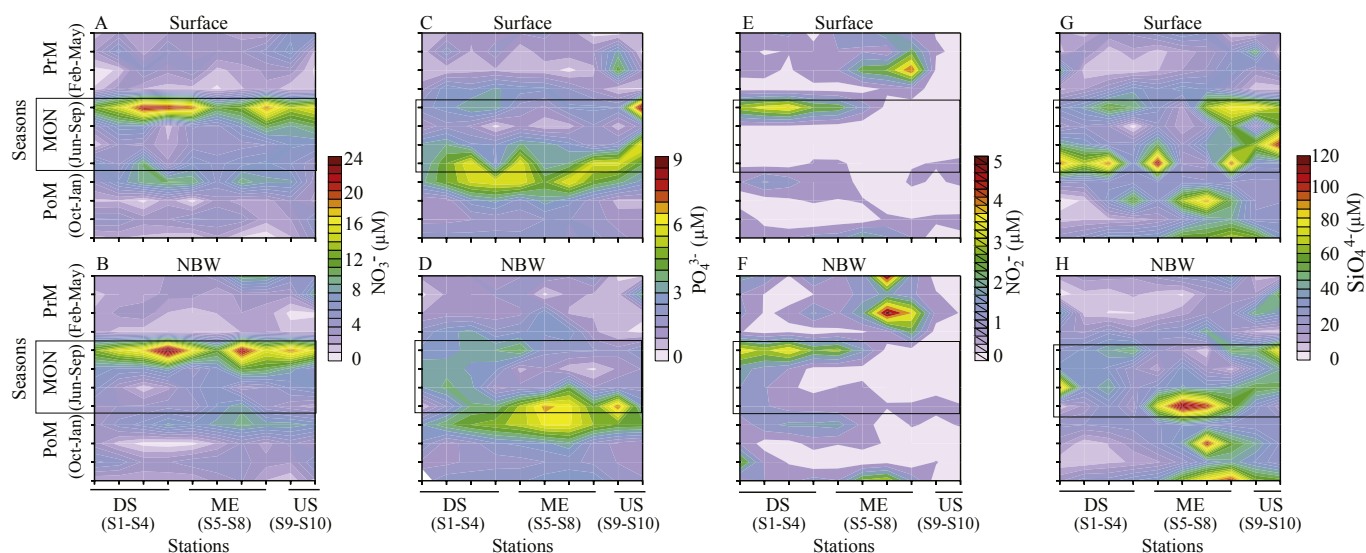 A Surface
C Surface
E Surface
G Surface
Seasons
PrM (Feb-May)
MON (Jun-Sep)
PoM (Oct-Jan)
24
20
16
12
8
4
0
NO₃⁻ (µM)
9
6
3
0
PO₄³⁻ (µM)
5
4
3
2
1
0
NO₂⁻ (µM)
120
100
80
60
40
20
0
SiO₄⁴⁻(µM)
B NBW
D NBW
F NBW
H NBW
Seasons
PrM (Feb-May)
MON (Jun-Sep)
PoM (Oct-Jan)
DS ME US
(S1-S4) (S5-S8) (S9-S10)
Stations
DS ME US
(S1-S4) (S5-S8) (S9-S10)
Stations
DS ME US
(S1-S4) (S5-S8) (S9-S10)
Stations
DS ME US
(S1-S4) (S5-S8) (S9-S10)
Stations